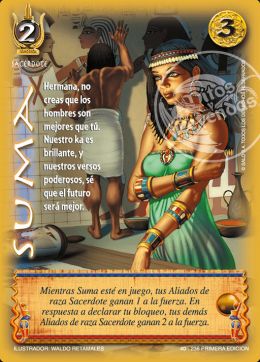 2
3
SACERDOTE
SUMA
Hermana, no
creas que los
hombres son
mejores que tú.
Nuestro ka es
brillante, y
nuestros versos
poderosos, sé
que el futuro
será mejor.
Mientras Suma esté en juego, tus Aliados de
raza Sacerdote ganan 1 a la fuerza. En
respuesta a declarar tu bloqueo, tus demás
Aliados de raza Sacerdote ganan 2 a la fuerza.
ILUSTRADOR: WALDO RETAMALES
PRIMERA EDICION